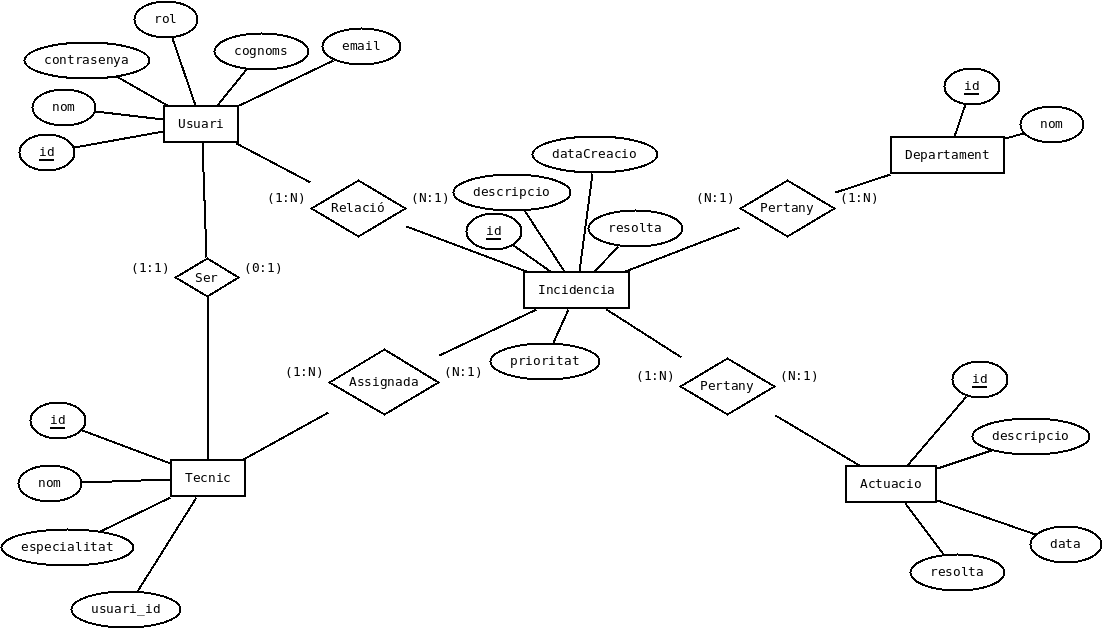 rol
cognoms
email
contrasenya
nom
Usuari
id
id
nom
Departament
dataCreacio
descripcio
(1:N)
Relació
(N:1)
id
resolta
(N:1)
Pertany
(1:N)
(1:1)
Ser
(0:1)
Incidencia
prioritat
(1:N)
Assignada
(N:1)
(1:N)
Pertany
(N:1)
id
nom
Tecnic
especialitat
usuari_id
id
descripcio
Actuacio
data
resolta